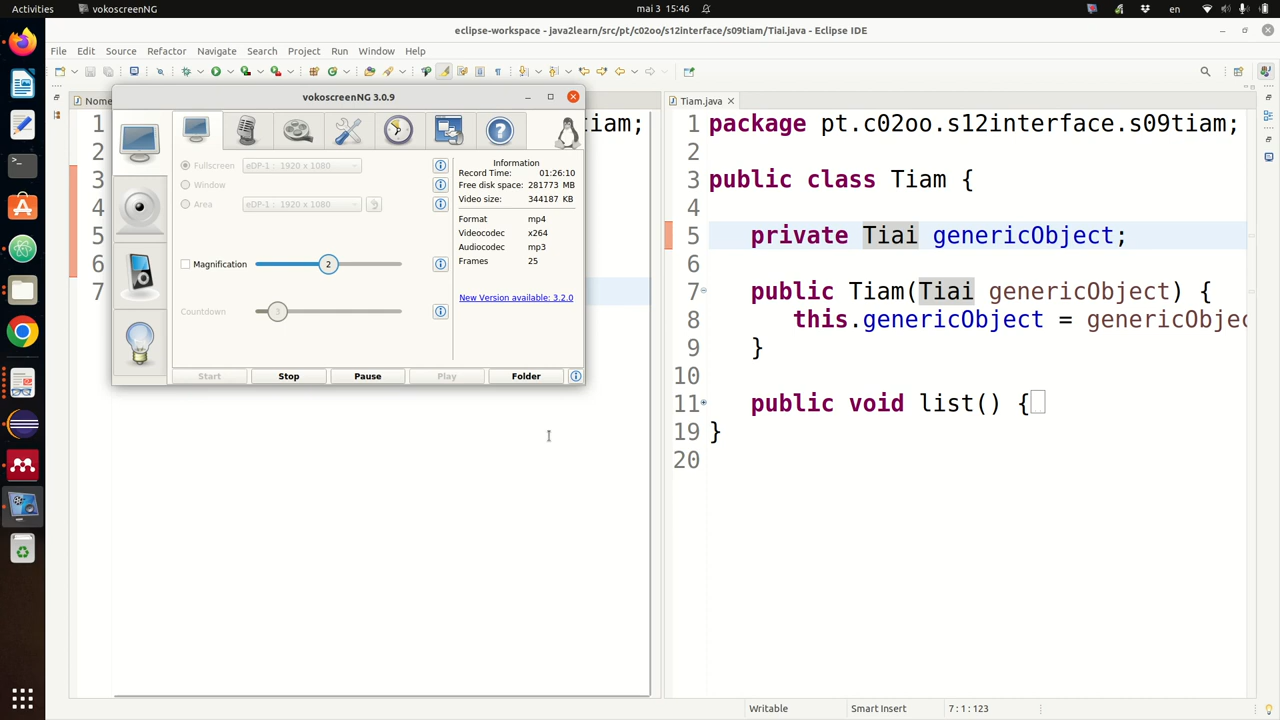 Activities
vokoscreenNG
mai 3 15:46
en
eclipse-workspace - java2learn/src/pt/c02oo/s12interface/s09tiam/Tiai.java - Eclipse IDE
File Edit Source Refactor Navigate Search Project Run Window Help
Nome
vokoscreenNG 3.0.9
Fullscreen
eDP-1 : 1920 x 1080
Window
Area
eDP-1 : 1920 x 1080
Magnification
2
Countdown
3
Information
Record Time: 01:26:10
Free disk space: 281773 MB
Video size: 344187 KB
Format mp4
Videocodec x264
Audiocodec mp3
Frames 25
New Version available: 3.2.0
Start Stop Pause Play Folder
1 iam;
2
3
4
5
6
7
Tiam.java
1 package pt.c02oo.s12interface.s09tiam;
2
3 public class Tiam {
4
5 private Tiai genericObject;
6
7 public Tiam(Tiai genericObject) {
8 this.genericObject = genericObjec
9 }
10
11 public void list() {
19 }
20
Writable
Smart Insert
7 : 1 : 123